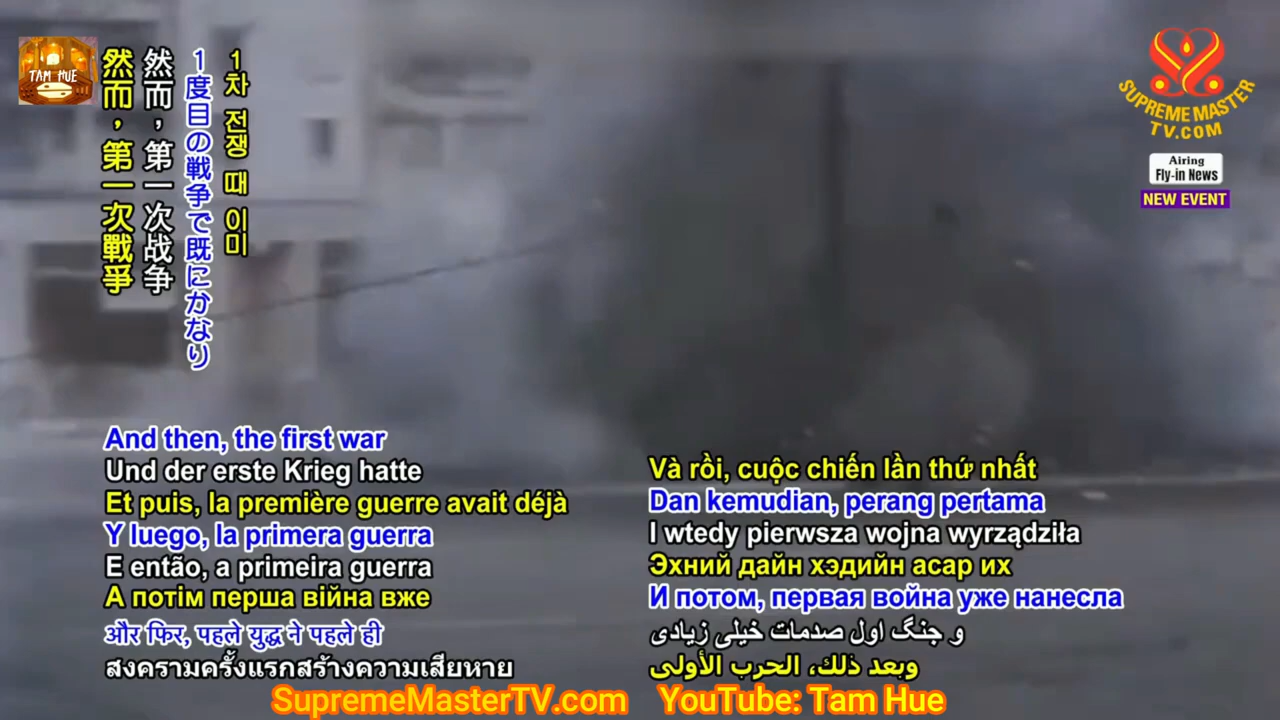 TAM HUE
然而，第一次戰爭
然而，第一次战争
1度目の戦争で既にかなり
1차 전쟁 때 이미
SUPREME MASTER
TV.COM
Airing
Fly-in News
NEW EVENT
And then, the first war
Und der erste Krieg hatte
Et puis, la première guerre avait déjà
Y luego, la primera guerra
E então, a primeira guerra
А потім перша війна вже
और फिर, पहले युद्ध ने पहले ही
สงครามครั้งแรกสร้างความเสียหาย
Và rồi, cuộc chiến lần thứ nhất
Dan kemudian, perang pertama
I wtedy pierwsza wojna wyrządziła
Эхний дайн хэдийн асар их
И потом, первая война уже нанесла
و جنگ اول صدمات خیلی زیادی
وبعد ذلك، الحرب الأولى
SupremeMasterTV.com YouTube: Tam Hue